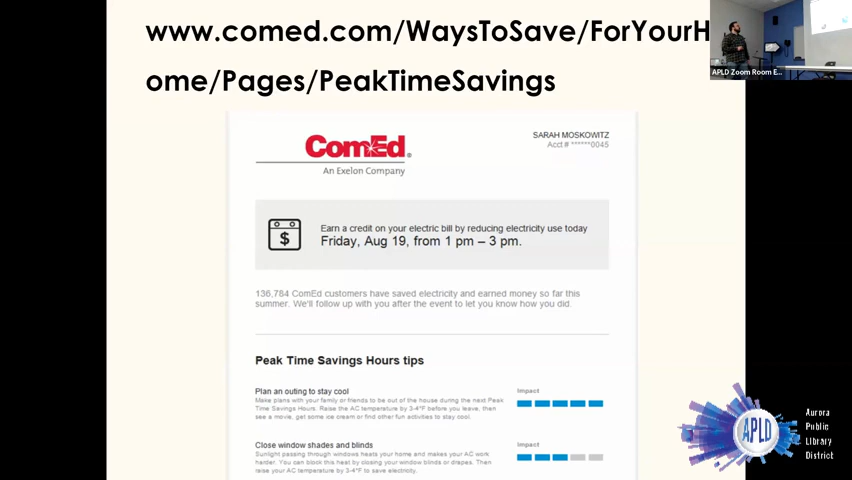 www.comed.com/WaysToSave/ForYourH
ome/Pages/PeakTimeSavings
APLD Zoom Room E...
ComEd®
An Exelon Company
SARAH MOSKOWITZ
Acct # ******0045
$
Earn a credit on your electric bill by reducing electricity use today
Friday, Aug 19, from 1 pm – 3 pm.
136,784 ComEd customers have saved electricity and earned money so far this
summer. We'll follow up with you after the event to let you know how you did.
Peak Time Savings Hours tips
Plan an outing to stay cool
Make plans with your family or friends to be out of the house during the next Peak
Time Savings Hours. Raise the AC temperature by 3-4°F before you leave, then
see a movie, get some ice cream or find other fun activities to stay cool.
Impact
Close window shades and blinds
Sunlight passing through windows heats your home and makes your AC work
harder. You can block this heat by closing your window blinds or drapes. Then
raise your AC temperature by 3-4°F to save electricity.
Impact
APLD
Aurora
Public
Library
District